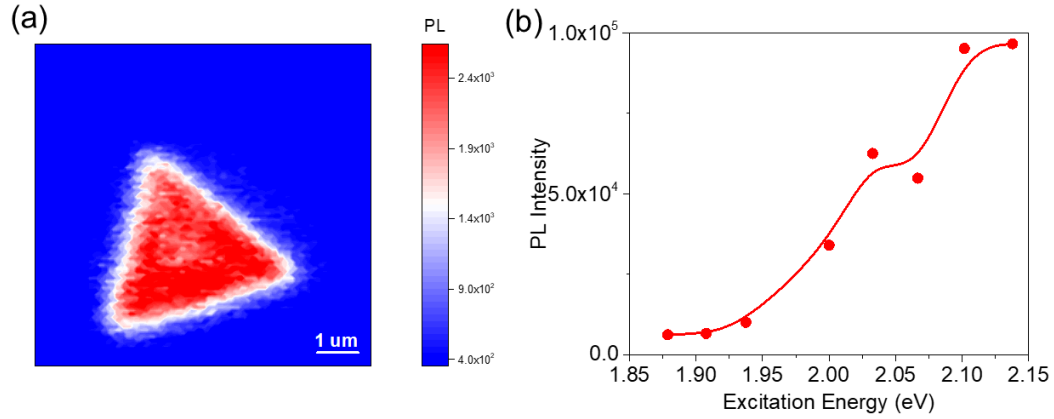 (a)
PL
2.4x10³
1.9x10³
1.4x10³
9.0x10²
4.0x10²
1 um
(b)
PL Intensity
1.0x10⁵
5.0x10⁴
0.0
1.85 1.90 1.95 2.00 2.05 2.10 2.15
Excitation Energy (eV)